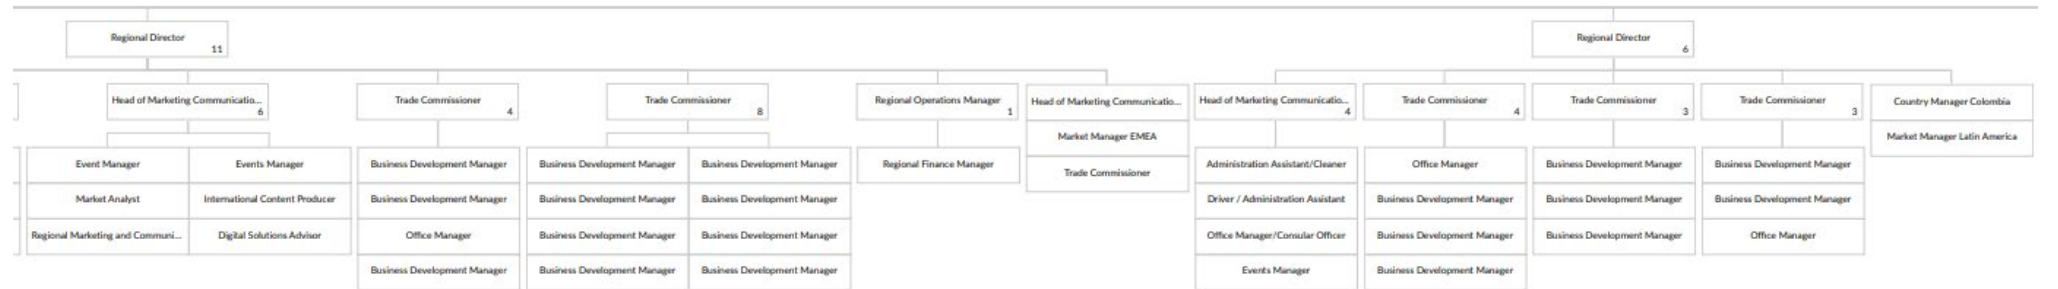 Regional Director
11
Regional Director
6
Head of Marketing Communicatio...
6
Trade Commissioner
4
Trade Commissioner
8
Regional Operations Manager
1
Head of Marketing Communicatio...
Market Manager EMEA
Trade Commissioner
Head of Marketing Communicatio...
4
Trade Commissioner
4
Trade Commissioner
3
Trade Commissioner
3
Country Manager Colombia
Market Manager Latin America
Event Manager
Market Analyst
Regional Marketing and Communi...
Events Manager
International Content Producer
Digital Solutions Advisor
Business Development Manager
Business Development Manager
Office Manager
Business Development Manager
Business Development Manager
Business Development Manager
Business Development Manager
Business Development Manager
Business Development Manager
Business Development Manager
Business Development Manager
Business Development Manager
Regional Finance Manager
Administration Assistant/Cleaner
Driver / Administration Assistant
Office Manager/Consular Officer
Events Manager
Office Manager
Business Development Manager
Business Development Manager
Business Development Manager
Business Development Manager
Business Development Manager
Business Development Manager
Business Development Manager
Business Development Manager
Office Manager